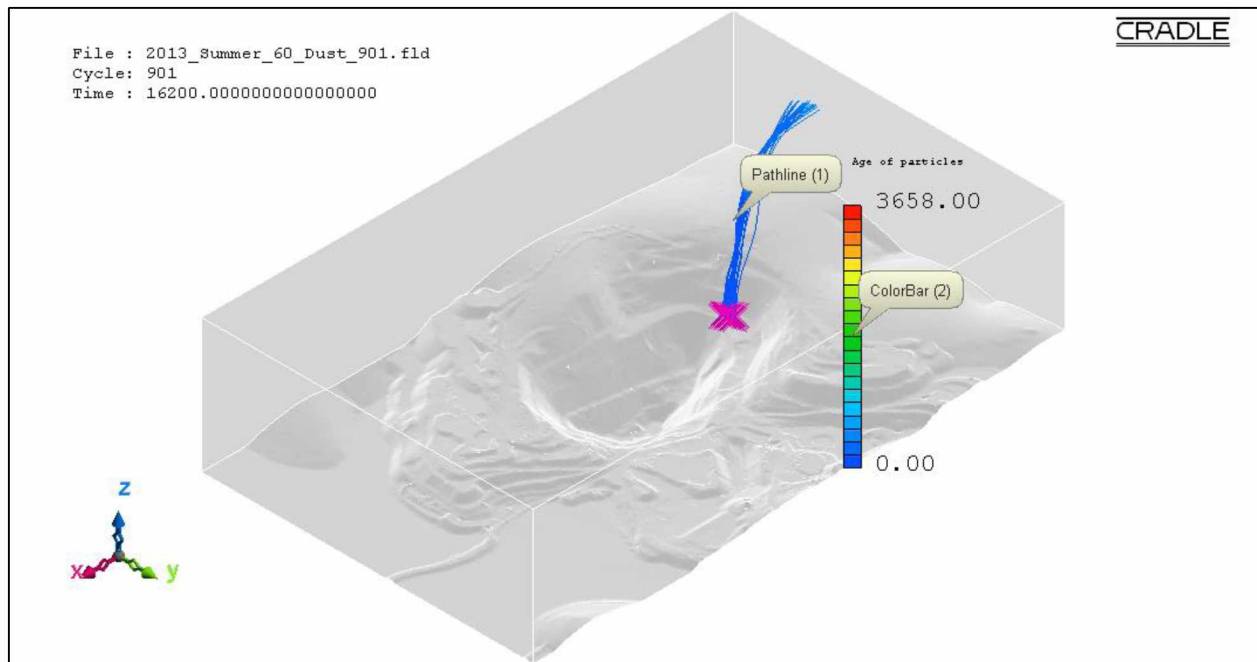 File : 2013_Summer_60_Dust_901.fld
Cycle: 901
Time : 16200.0000000000000000
CRADLE
Pathline (1)
Age of particles
3658.00
ColorBar (2)
0.00
z
x
y